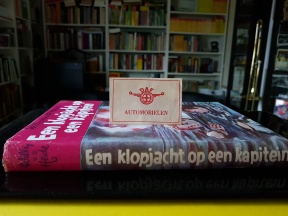 AUTOMOBIELEN
Een klopjacht op
een kapitein
Een klopjacht op een kapitein